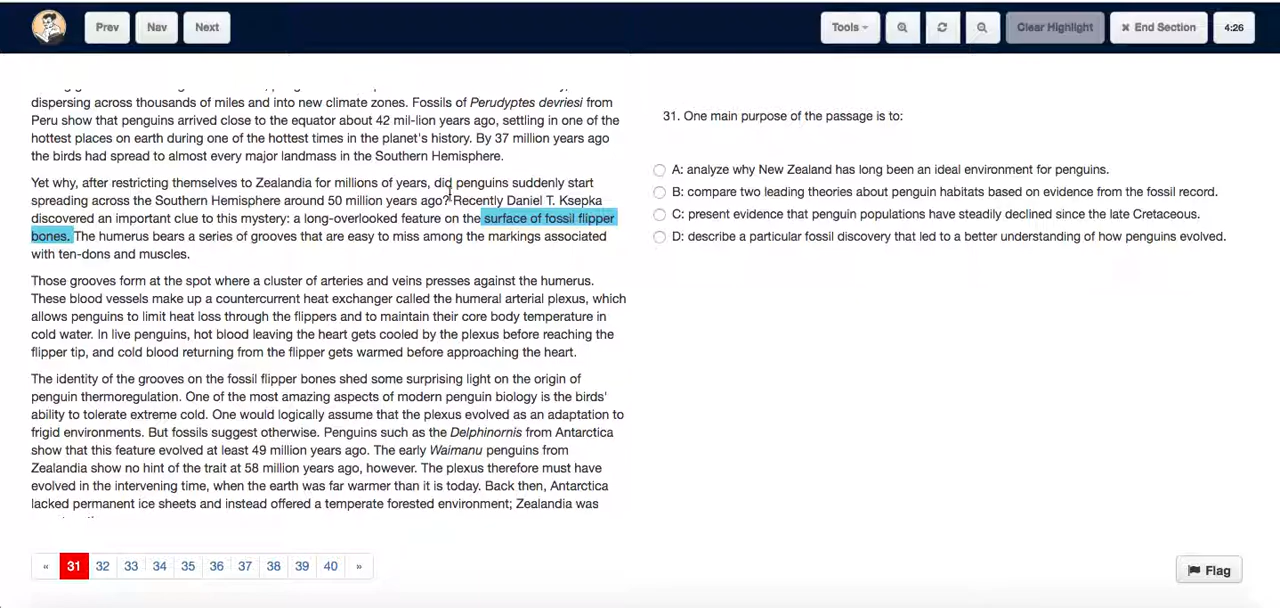 Prev
Nav
Next
Tools
Clear Highlight
× End Section
4:26
dispersing across thousands of miles and into new climate zones. Fossils of Perudyptes devriesi from
Peru show that penguins arrived close to the equator about 42 mil-lion years ago, settling in one of the
hottest places on earth during one of the hottest times in the planet's history. By 37 million years ago
the birds had spread to almost every major landmass in the Southern Hemisphere.
Yet why, after restricting themselves to Zealandia for millions of years, did penguins suddenly start
spreading across the Southern Hemisphere around 50 million years ago? Recently Daniel T. Ksepka
discovered an important clue to this mystery: a long-overlooked feature on the surface of fossil flipper
bones. The humerus bears a series of grooves that are easy to miss among the markings associated
with ten-dons and muscles.
Those grooves form at the spot where a cluster of arteries and veins presses against the humerus.
These blood vessels make up a countercurrent heat exchanger called the humeral arterial plexus, which
allows penguins to limit heat loss through the flippers and to maintain their core body temperature in
cold water. In live penguins, hot blood leaving the heart gets cooled by the plexus before reaching the
flipper tip, and cold blood returning from the flipper gets warmed before approaching the heart.
The identity of the grooves on the fossil flipper bones shed some surprising light on the origin of
penguin thermoregulation. One of the most amazing aspects of modern penguin biology is the birds'
ability to tolerate extreme cold. One would logically assume that the plexus evolved as an adaptation to
frigid environments. But fossils suggest otherwise. Penguins such as the Delphinornis from Antarctica
show that this feature evolved at least 49 million years ago. The early Waimanu penguins from
Zealandia show no hint of the trait at 58 million years ago, however. The plexus therefore must have
evolved in the intervening time, when the earth was far warmer than it is today. Back then, Antarctica
lacked permanent ice sheets and instead offered a temperate forested environment; Zealandia was
31. One main purpose of the passage is to:
A: analyze why New Zealand has long been an ideal environment for penguins.
B: compare two leading theories about penguin habitats based on evidence from the fossil record.
C: present evidence that penguin populations have steadily declined since the late Cretaceous.
D: describe a particular fossil discovery that led to a better understanding of how penguins evolved.
« 31 32 33 34 35 36 37 38 39 40 »
Flag